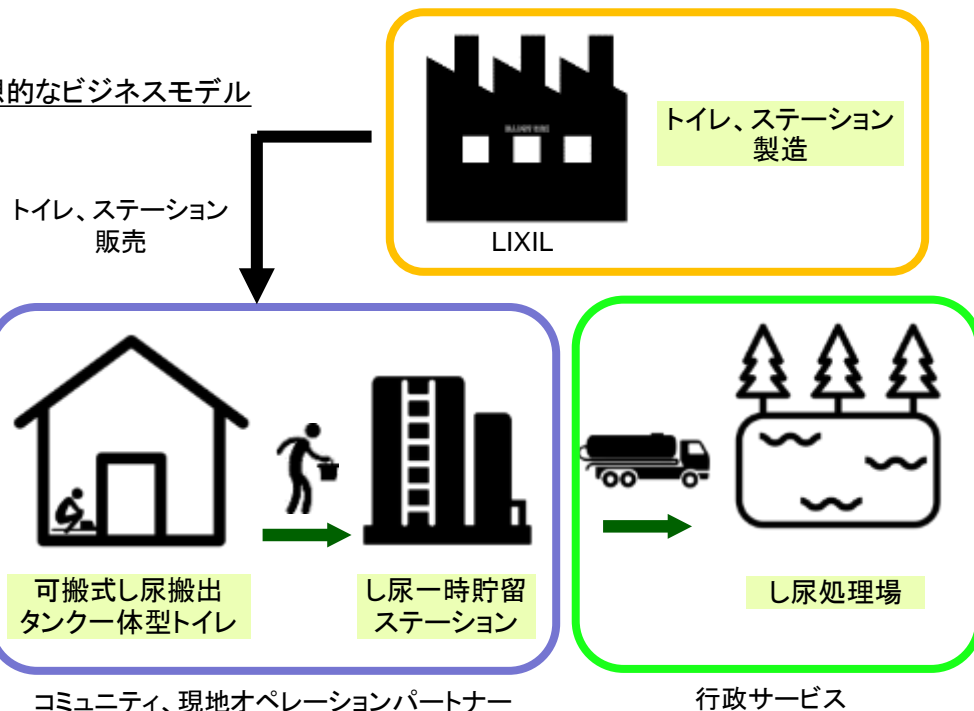 的なビジネスモデル
トイレ、ステーション
製造
トイレ、ステーション
販売
LIXIL
可搬式し尿搬出
タンク一体型トイレ
し尿一時貯留
ステーション
し尿処理場
コミュニティ、現地オペレーションパートナー
行政サービス